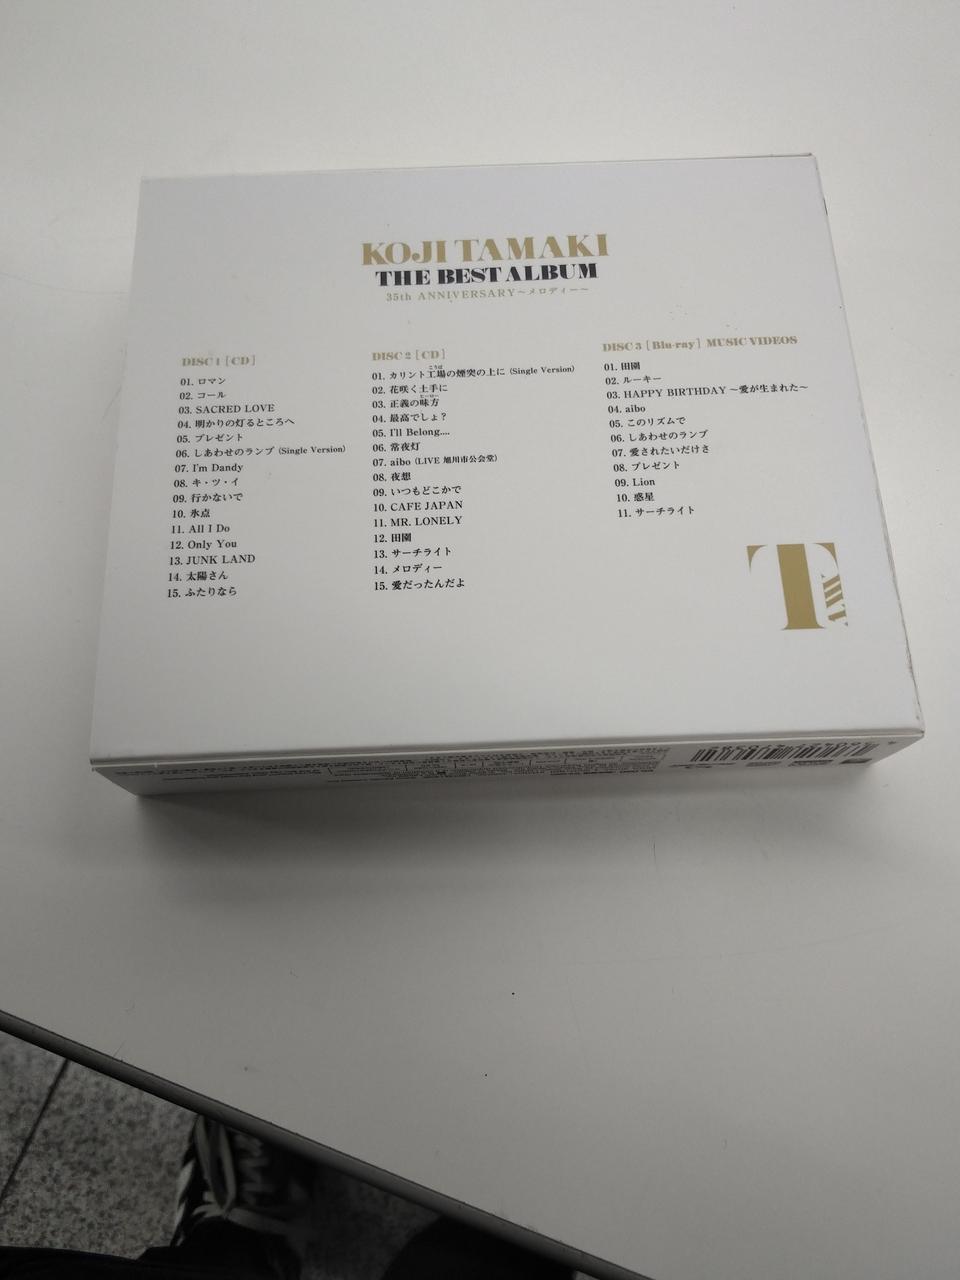 KOJI TAMAKI
THE BEST ALBUM
35th ANNIVERSARY～メロディー～
DISC 1 [CD]
01. ロマン
02. コール
03. SACRED LOVE
04. 明かりの灯るところへ
05. プレゼント
06. しあわせのランプ (Single Version)
07. I'm Dandy
08. キ・ツ・イ
09. 行かないで
10. 氷点
11. All I Do
12. Only You
13. JUNK LAND
14. 太陽さん
15. ふたりなら
DISC 2 [CD]
こうば
01. カリント工場の煙突の上に (Single Version)
02. 花咲く土手に
ヒーロー
03. 正義の味方
04. 最高でしょ？
05. I'll Belong....
06. 常夜灯
07. aibo (LIVE 旭川市公会堂)
08. 夜想
09. いつもどこかで
10. CAFE JAPAN
11. MR. LONELY
12. 田園
13. サーチライト
14. メロディー
15. 愛だったんだよ
DISC 3 [Blu-ray] MUSIC VIDEOS
01. 田園
02. ルーキー
03. HAPPY BIRTHDAY ～愛が生まれた～
04. aibo
05. このリズムで
06. しあわせのランプ
07. 愛されたいだけさ
08. プレゼント
09. Lion
10. 惑星
11. サーチライト
T